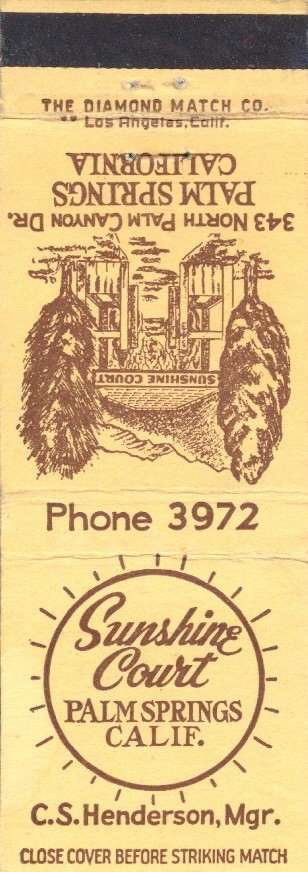 THE DIAMOND MATCH CO.
Los Angeles, Calif.
343 NORTH PALM CANYON DR.
PALM SPRINGS
CALIFORNIA
SUNSHINE COURT
Phone 3972
Sunshine
Court
PALM SPRINGS
CALIF.
C.S. Henderson, Mgr.
CLOSE COVER BEFORE STRIKING MATCH